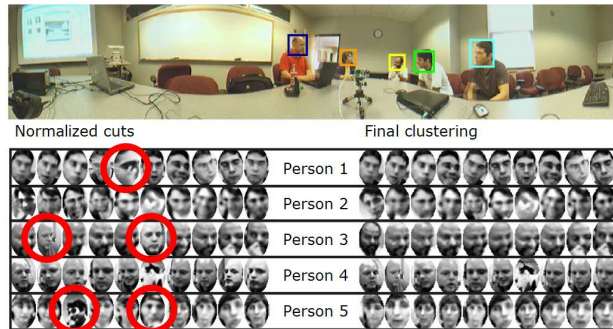 Normalized cuts
Final clustering
Person 1
Person 2
Person 3
Person 4
Person 5